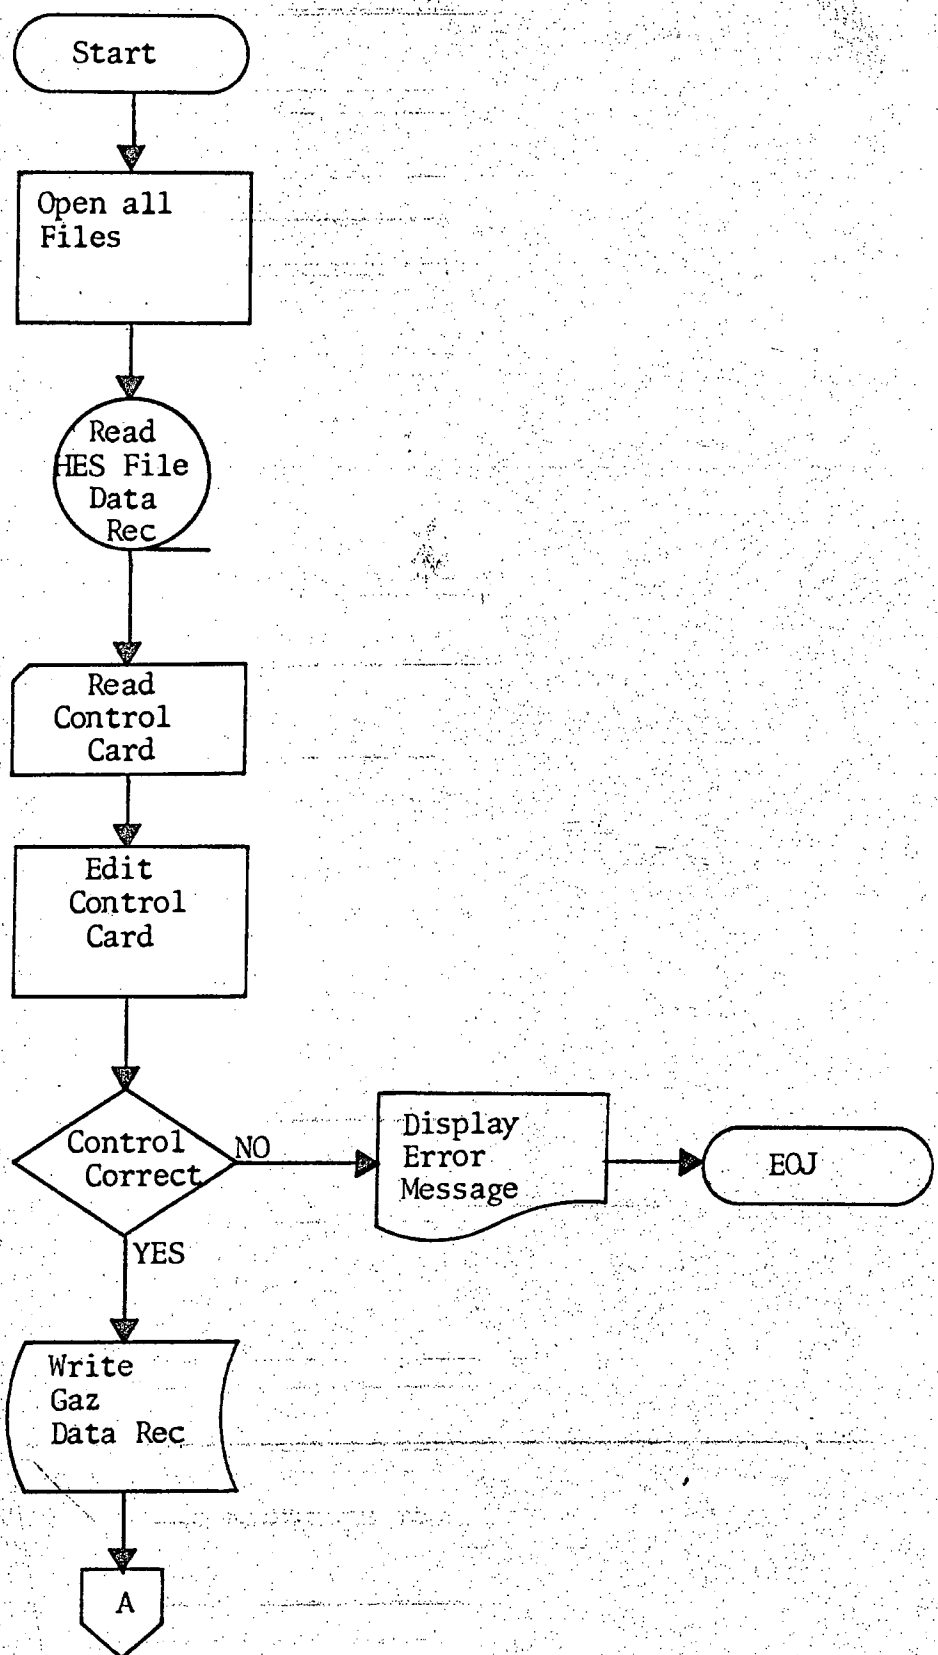 Start
Open all
Files
Read
HES File
Data
Rec
Read
Control
Card
Edit
Control
Card
Control
Correct
NO
Display
Error
Message
EOJ
YES
Write
Gaz
Data Rec
A